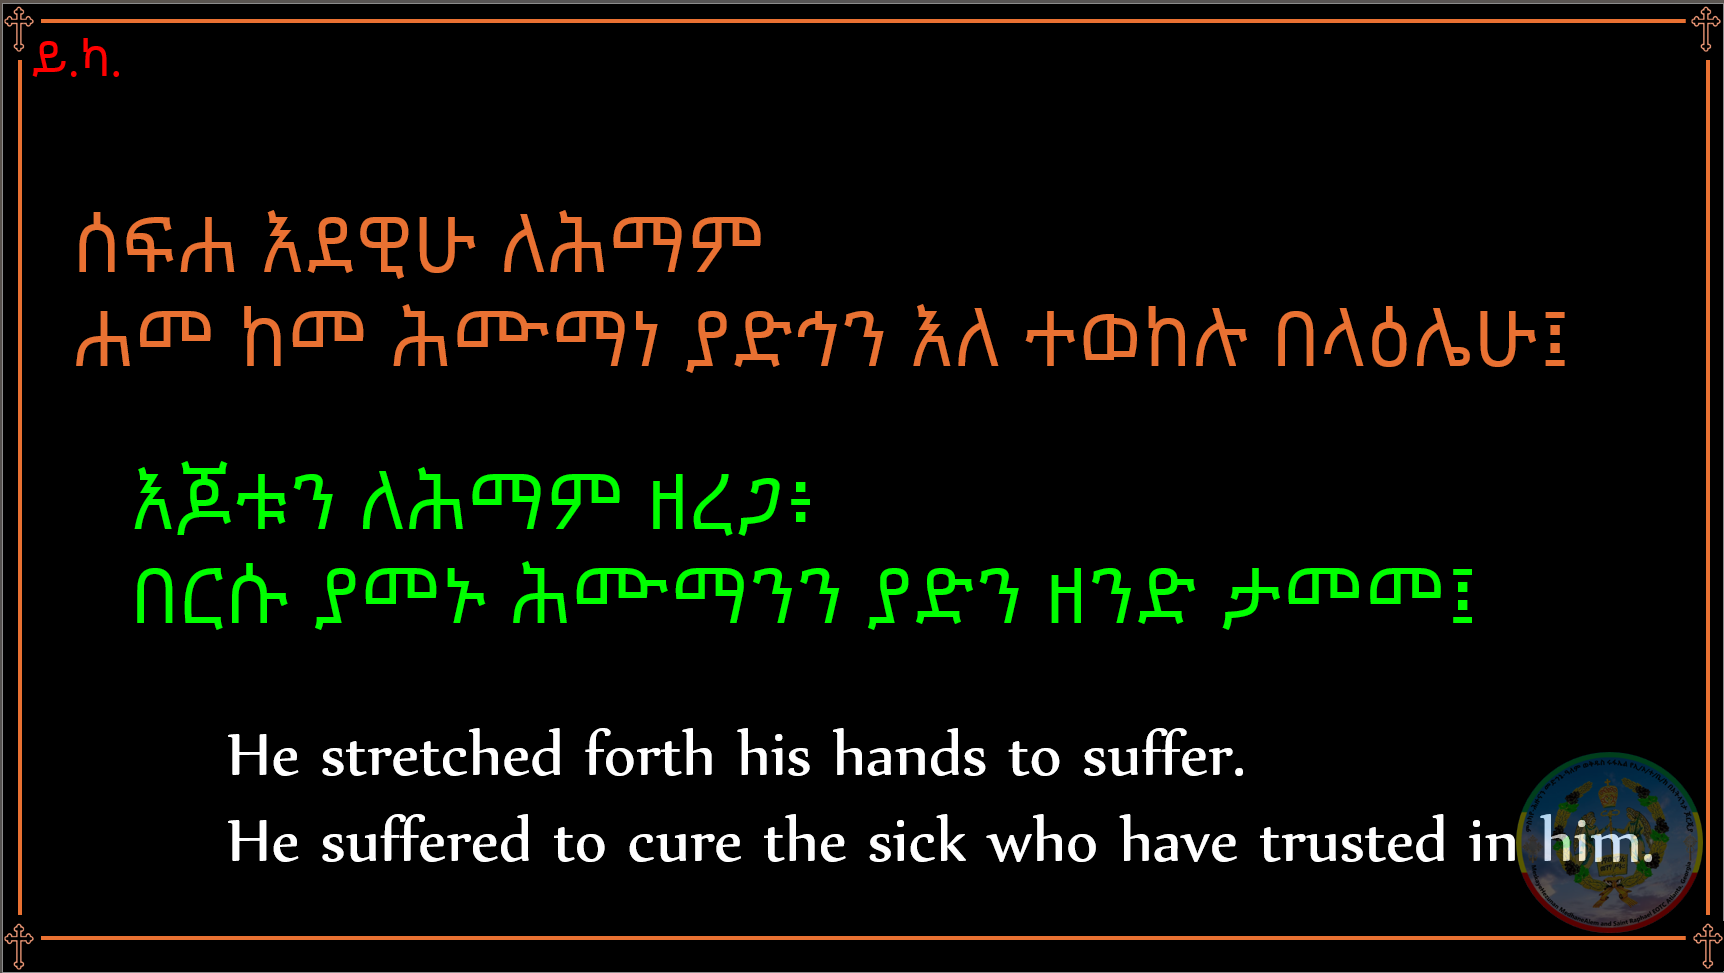 ይ.ካ.
ሰፍሐ እደዊሁ ለሕማም
ሐመ ከመ ሕሙማነ ያድኅን እለ ተወከሉ በላዕሌሁ፤
እጆቱን ለሕማም ዘረጋ፥
በርሱ ያመኑ ሕሙማንን ያድን ዘንድ ታመመ፤
He stretched forth his hands to suffer.
He suffered to cure the sick who have trusted in him.